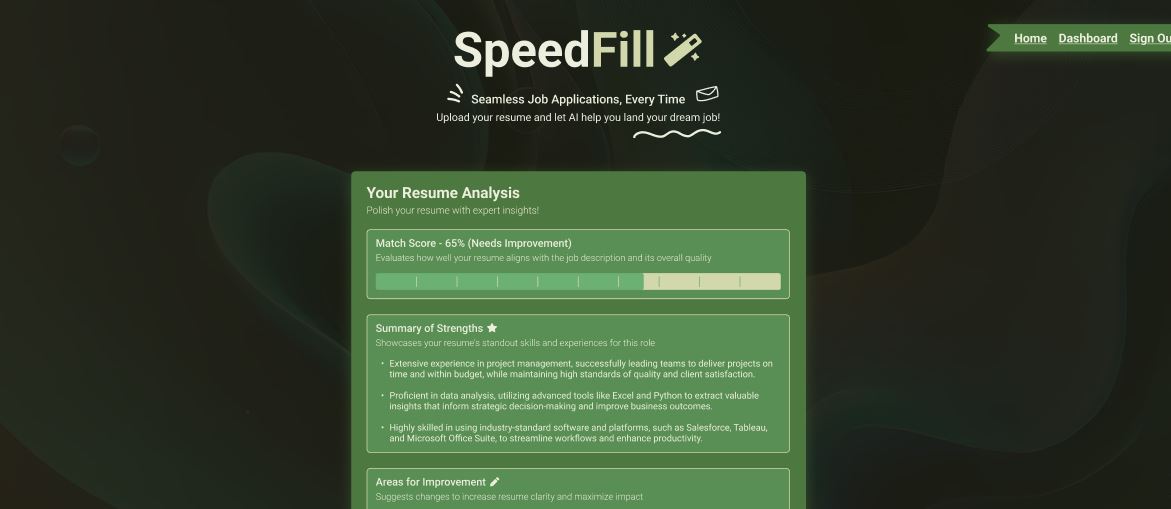 SpeedFill
Home Dashboard Sign Ou
Seamless Job Applications, Every Time
Upload your resume and let AI help you land your dream job!
Your Resume Analysis
Polish your resume with expert insights!
Match Score - 65% (Needs Improvement)
Evaluates how well your resume aligns with the job description and its overall quality
Summary of Strengths
Showcases your resume's standout skills and experiences for this role
• Extensive experience in project management, successfully leading teams to deliver projects on
time and within budget, while maintaining high standards of quality and client satisfaction.
• Proficient in data analysis, utilizing advanced tools like Excel and Python to extract valuable
insights that inform strategic decision-making and improve business outcomes.
• Highly skilled in using industry-standard software and platforms, such as Salesforce, Tableau,
and Microsoft Office Suite, to streamline workflows and enhance productivity.
Areas for Improvement
Suggests changes to increase resume clarity and maximize impact